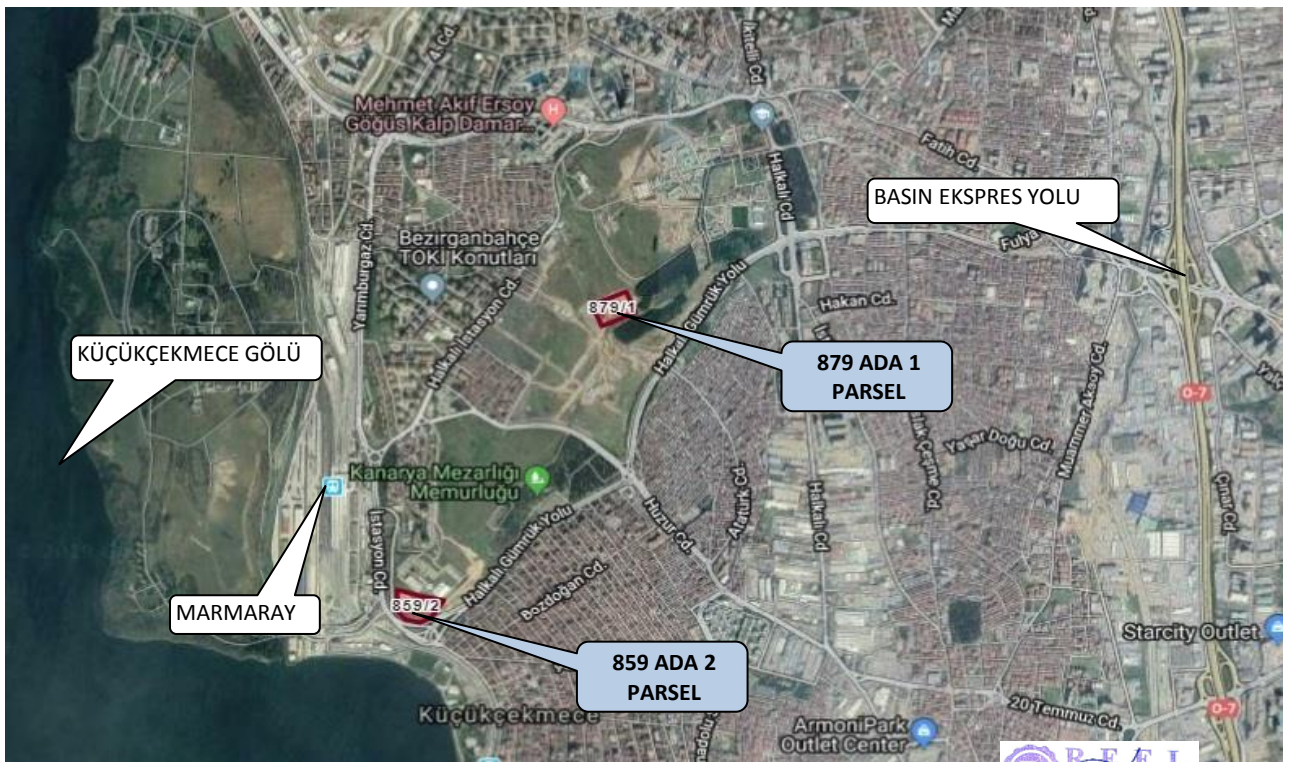 A.Cd.
İkitelli Cd.
Mehmet Akif Ersoy
Göğüs Kalp Damar...
H
Fatih Cd.
Halkalı Cd
BASIN EKSPRES YOLU
Yarımburgaz Cd.
Bezirganbahçe
TOKİ Konutları
Halkalı Gümrük Yolu
Hakan Cd.
879/1
Halkalı İstasyon Cd.
KÜÇÜKÇEKMECE GÖLÜ
879 ADA 1
PARSEL
Muammer Aksoy Cd.
O-7
Yaşar Doğu Cd.
Kanarya Mezarlığı
Memurluğu
Atatürk Cd.
Halkalı Cd
Çınar Cd.
Huzur Cd.
İstasyon Cd.
Halkalı Gümrük Yolu
Bozdoğan Cd.
859/2
MARMARAY
Starcity Outlet
859 ADA 2
PARSEL
Küçükçekmece
20 Temmuz Cd.
O-7
ArmoniPark
Outlet Center